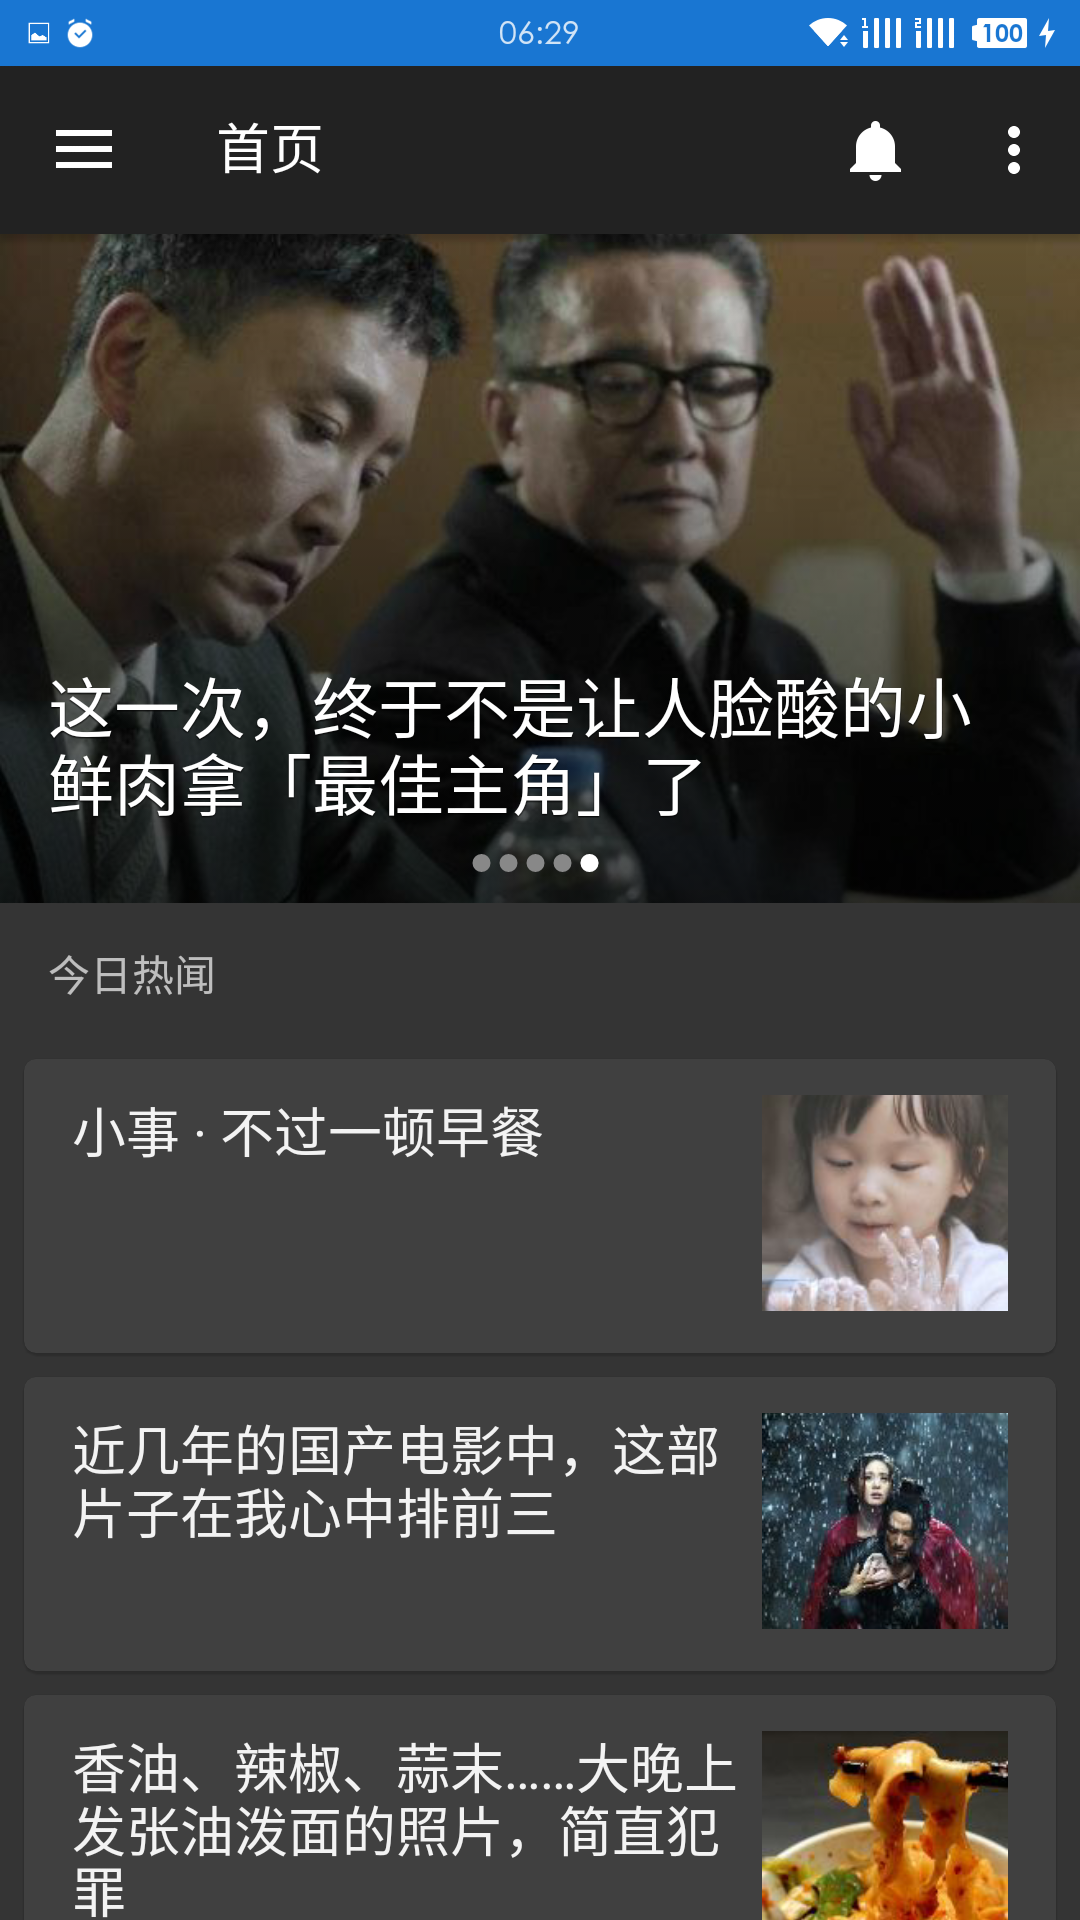 06:29
1
2
100
首页
这一次，终于不是让人脸酸的小
鲜肉拿「最佳主角」了
今日热闻
小事 · 不过一顿早餐
近几年的国产电影中，这部
片子在我心中排前三
香油、辣椒、蒜末……大晚上
发张油泼面的照片，简直犯
罪